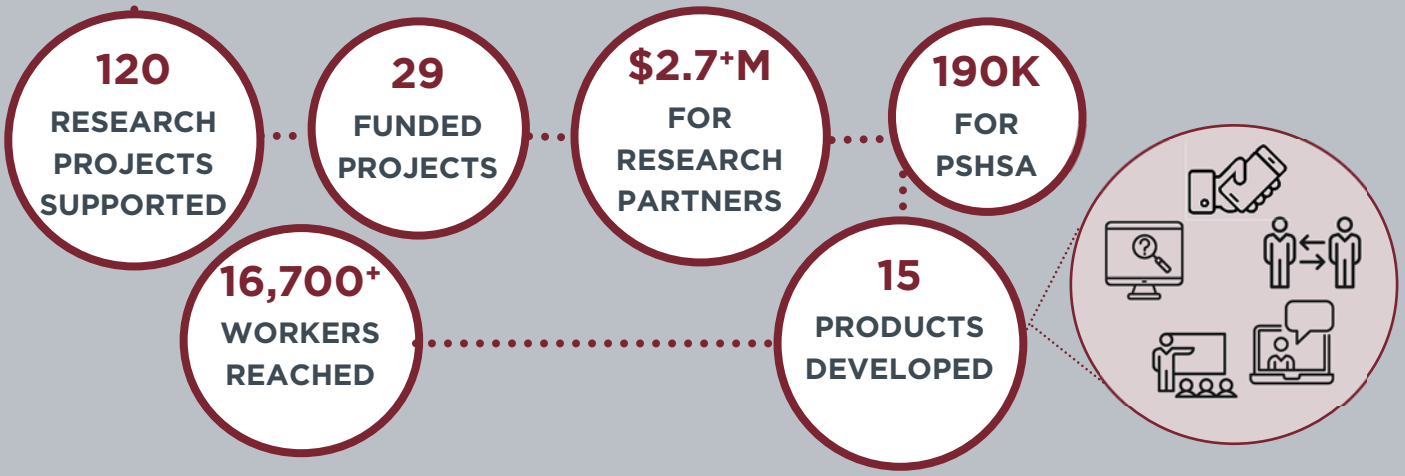 120
RESEARCH
PROJECTS
SUPPORTED
29
FUNDED
PROJECTS
$2.7+M
FOR
RESEARCH
PARTNERS
190K
FOR
PSHSA
15
PRODUCTS
DEVELOPED
?
16,700+
WORKERS
REACHED